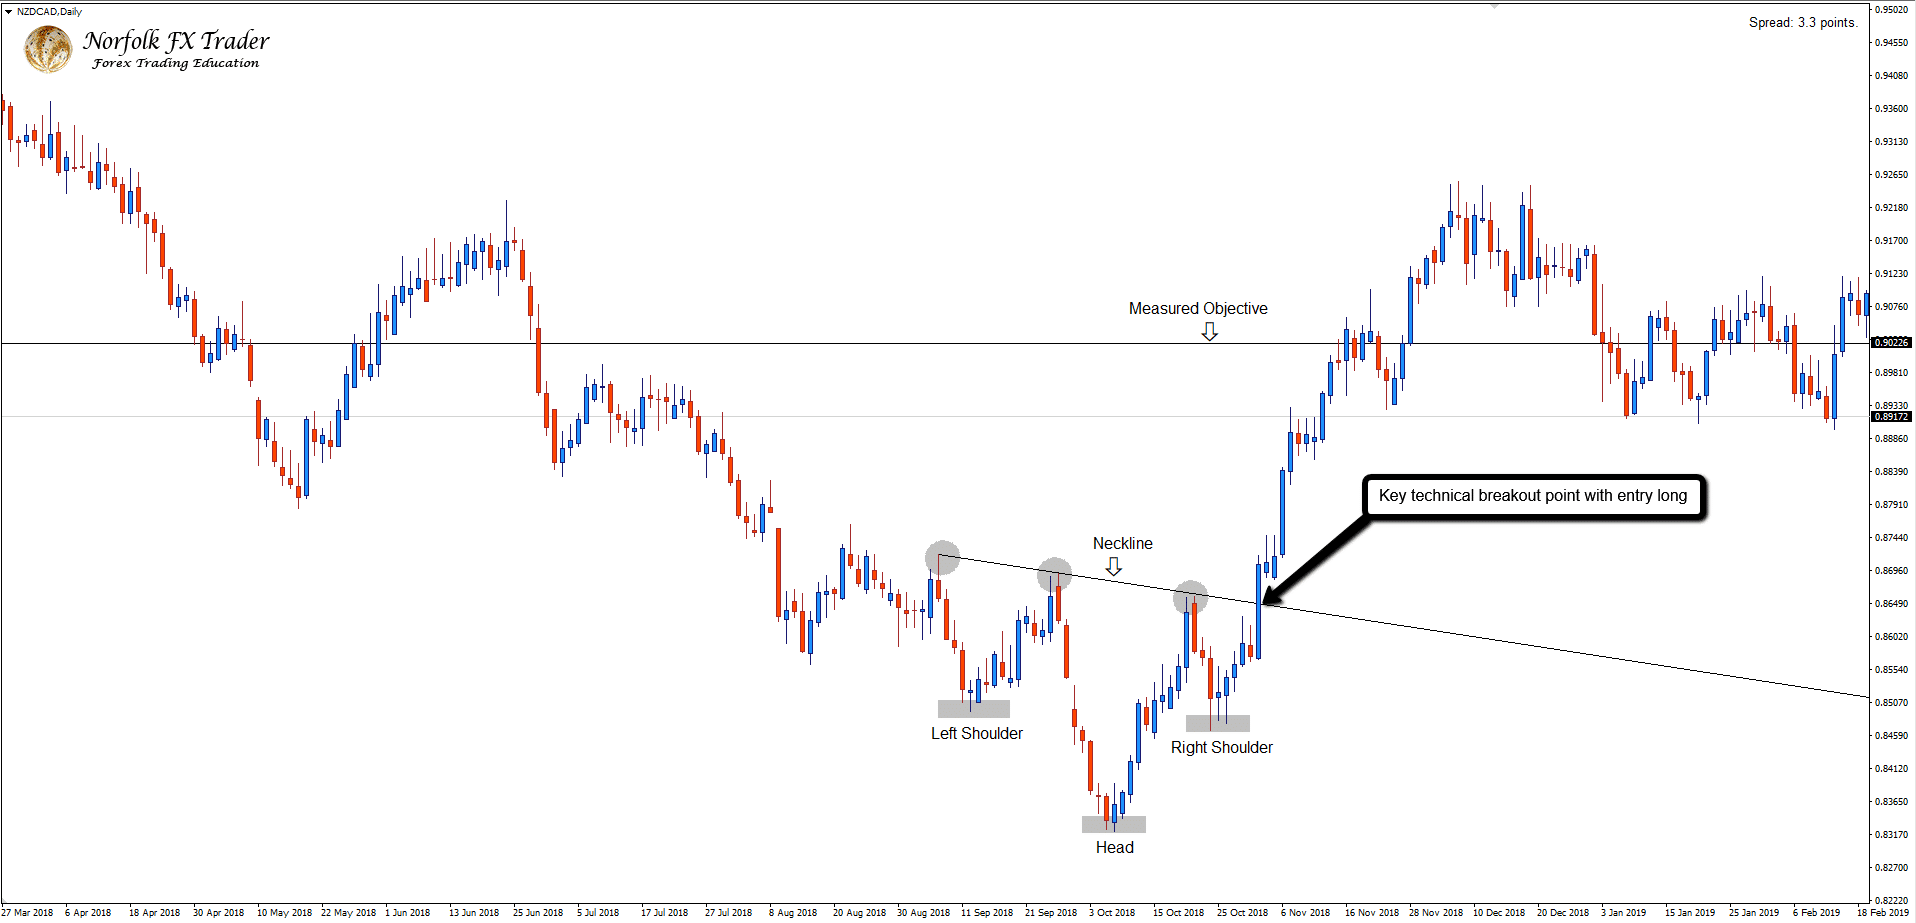 NZDCAD,Daily
Norfolk FX Trader
Forex Trading Education
Spread: 3.3 points.
Measured Objective
Key technical breakout point with entry long
Neckline
Left Shoulder
Right Shoulder
Head
0.95020
0.94550
0.94080
0.93600
0.93130
0.92650
0.92180
0.91700
0.91230
0.90760
0.90226
0.89810
0.89330
0.89172
0.88860
0.88390
0.87910
0.87440
0.86960
0.86490
0.86020
0.85540
0.85070
0.84590
0.84120
0.83650
0.83170
0.82700
0.82220
27 Mar 2018 6 Apr 2018 18 Apr 2018 30 Apr 2018 10 May 2018 22 May 2018 1 Jun 2018 13 Jun 2018 25 Jun 2018 5 Jul 2018 17 Jul 2018 27 Jul 2018 8 Aug 2018 20 Aug 2018 30 Aug 2018 11 Sep 2018 21 Sep 2018 3 Oct 2018 15 Oct 2018 25 Oct 2018 6 Nov 2018 16 Nov 2018 28 Nov 2018 10 Dec 2018 20 Dec 2018 3 Jan 2019 15 Jan 2019 25 Jan 2019 6 Feb 2019 18 Feb 2019